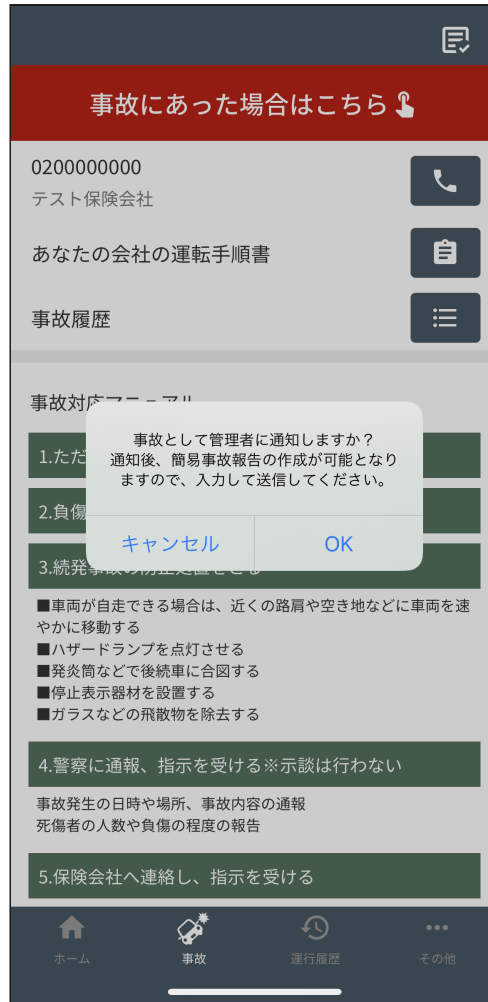 事故にあった場合はこちら
0200000000
テスト保険会社
あなたの会社の運転手順書
事故履歴
事故対応マニュアル
事故として管理者に通知しますか？
通知後、簡易事故報告の作成が可能となり
ますので、入力して送信してください。
キャンセル
OK
1.ただ
2.負傷
3.続発事故の防止処置をとる
■車両が自走できる場合は、近くの路肩や空き地などに車両を速
やかに移動する
■ハザードランプを点灯させる
■発炎筒などで後続車に合図する
■停止表示器材を設置する
■ガラスなどの飛散物を除去する
4.警察に通報、指示を受ける※示談は行わない
事故発生の日時や場所、事故内容の通報
死傷者の人数や負傷の程度の報告
5.保険会社へ連絡し、指示を受ける
ホーム
事故
運行履歴
その他